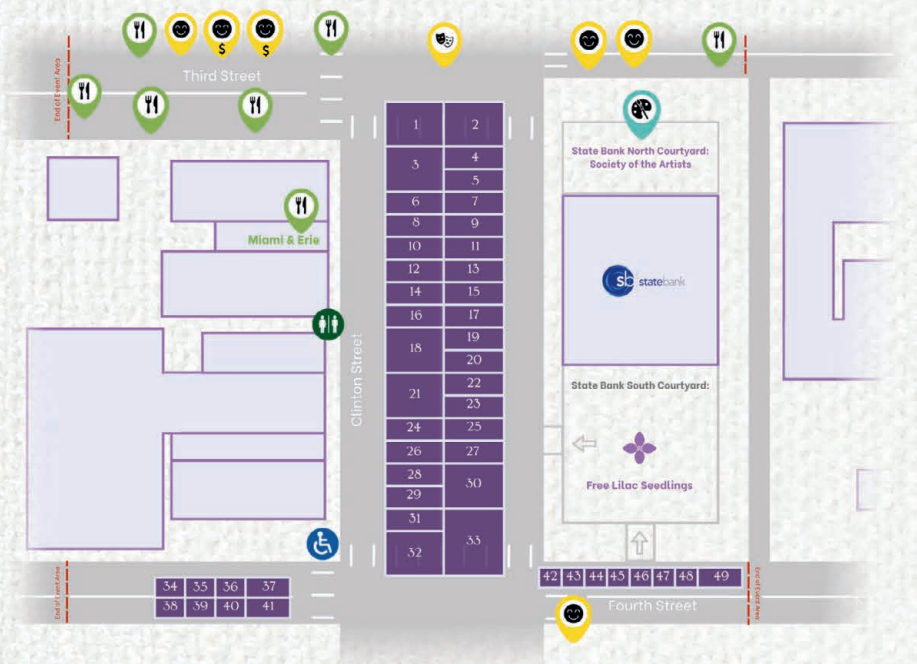 $
$
Third Street
End of Event Area
1
2
3
4
5
6
7
8
9
10
11
12
13
14
15
16
17
18
19
20
21
22
23
24
25
26
27
28
29
30
31
32
33
State Bank North Courtyard:
Society of the Artists
Miami & Erie
sb statebank
Clinton Street
State Bank South Courtyard:
Free Lilac Seedlings
End of Event Area
34 35 36 37
38 39 40 41
42 43 44 45 46 47 48 49
Fourth Street
End of Event Area